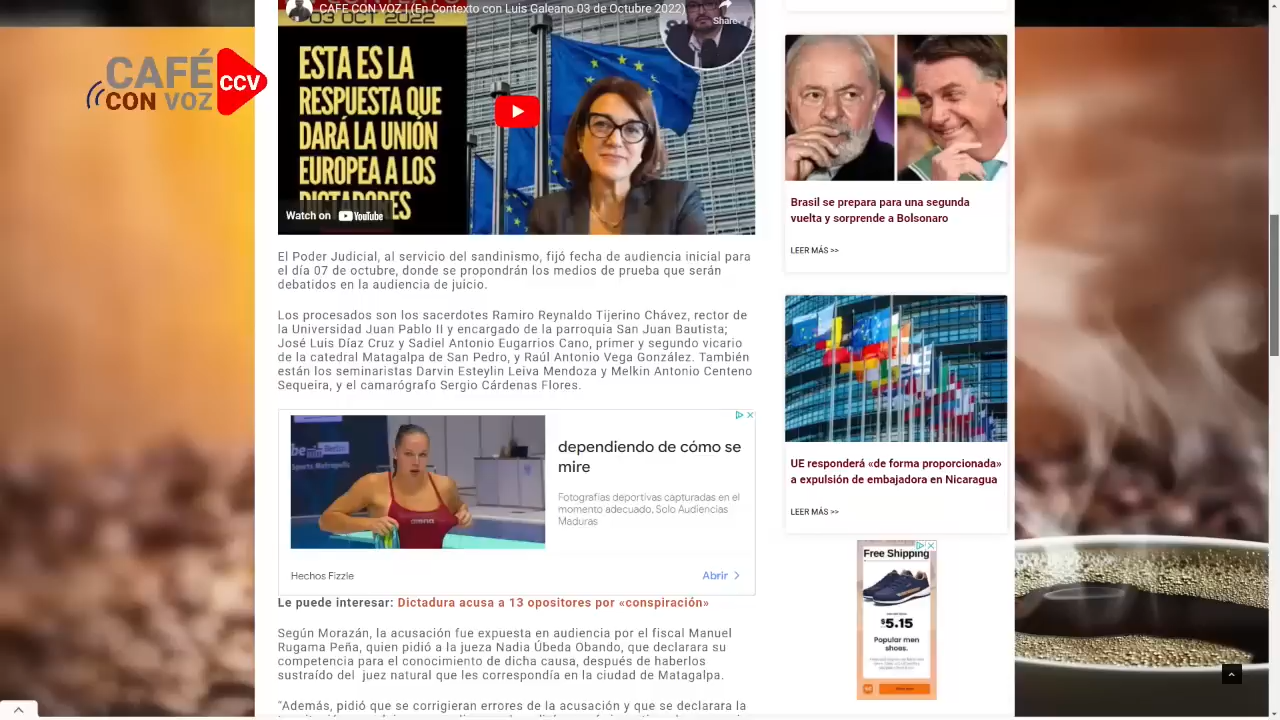 CAFÉ CON VOZ | (En Contexto con Luis Galeano 03 de Octubre 2022)
Share
03 OCT 2022
ESTA ES LA
RESPUESTA QUE
DARÁ LA UNIÓN
EUROPEA A LOS
DICTADORES
Watch on YouTube
CAFÉ
CON VOZ
CCV
El Poder Judicial, al servicio del sandinismo, fijó fecha de audiencia inicial para
el día 07 de octubre, donde se propondrán los medios de prueba que serán
debatidos en la audiencia de juicio.
Los procesados son los sacerdotes Ramiro Reynaldo Tijerino Chávez, rector de
la Universidad Juan Pablo II y encargado de la parroquia San Juan Bautista;
José Luis Díaz Cruz y Sadiel Antonio Eugarrios Cano, primer y segundo vicario
de la catedral Matagalpa de San Pedro, y Raúl Antonio Vega González. También
están los seminaristas Darvin Esteylin Leiva Mendoza y Melkin Antonio Centeno
Sequeira, y el camarógrafo Sergio Cárdenas Flores.
be Berlin
Sports Metropolis
arena
dependiendo de cómo se
mire
Fotografías deportivas capturadas en el
momento adecuado, Solo Audiencias
Maduras
Hechos Fizzle
Abrir
Le puede interesar: Dictadura acusa a 13 opositores por «conspiración»
Según Morazán, la acusación fue expuesta en audiencia por el fiscal Manuel
Rugama Peña, quien pidió a la jueza Nadia Úbeda Obando, que declarara su
competencia para el conocimiento de dicha causa, después de haberlos
sustraído del juez natural que les correspondía en la ciudad de Matagalpa.
"Además, pidió que se corrigieran errores de la acusación y que se declarara la
Brasil se prepara para una segunda
vuelta y sorprende a Bolsonaro
LEER MÁS >>
UE responderá «de forma proporcionada»
a expulsión de embajadora en Nicaragua
LEER MÁS >>
Free Shipping
$5.15
Popular men
shoes.